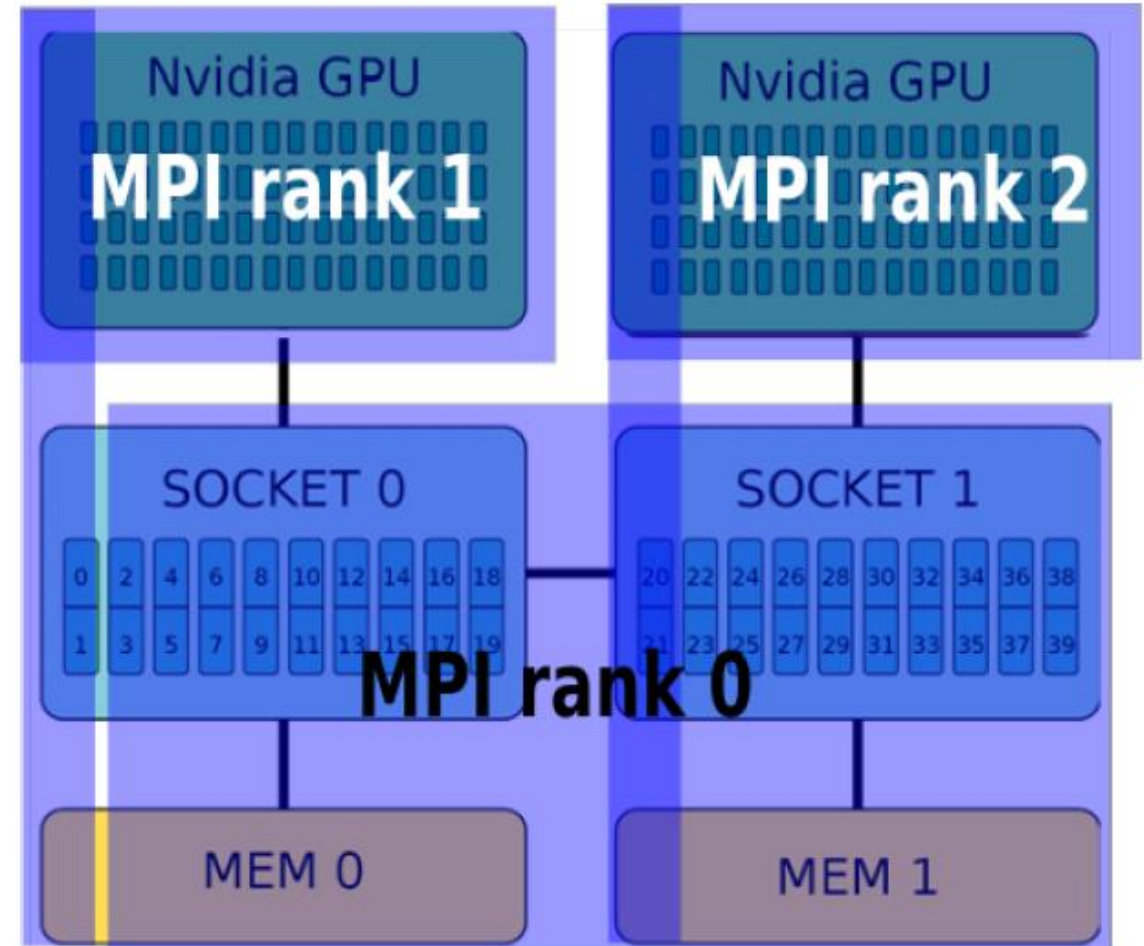 Nvidia GPU
Nvidia GPU
MPI rank 1
MPI rank 2
SOCKET 0
SOCKET 1
0 2 4 6 8 10 12 14 16 18
20 22 24 26 28 30 32 34 36 38
1 3 5 7 9 11 13 15 17 19
21 23 25 27 29 31 33 35 37 39
MPI rank 0
MEM 0
MEM 1